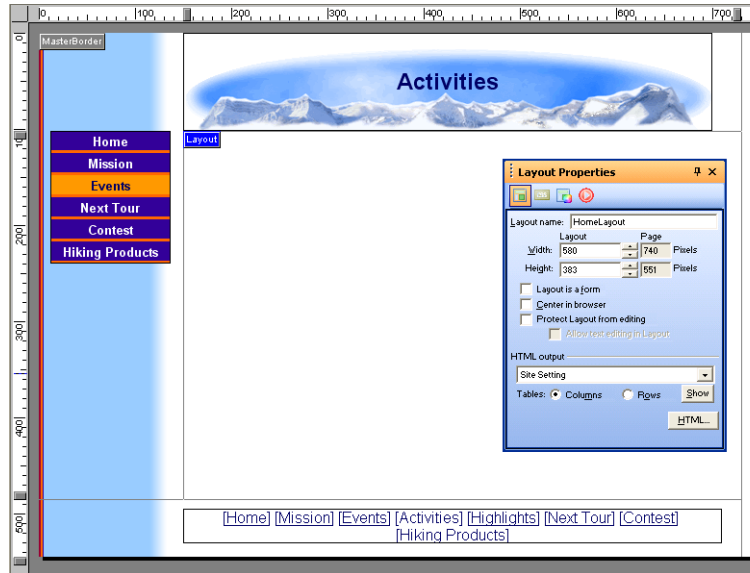 0 100 200 300 400 500 600 700
0
MasterBorder
Activities
100
Layout
Home
Mission
Events
Next Tour
Contest
Hiking Products
200
300
400
500
Layout Properties
Layout name: HomeLayout
Layout Page
Width: 580 740 Pixels
Height: 383 551 Pixels
Layout is a form
Center in browser
Protect Layout from editing
Allow text editing in Layout
HTML output
Site Setting
Tables: Columns Rows Show
HTML...
[Home] [Mission] [Events] [Activities] [Highlights] [Next Tour] [Contest]
[Hiking Products]